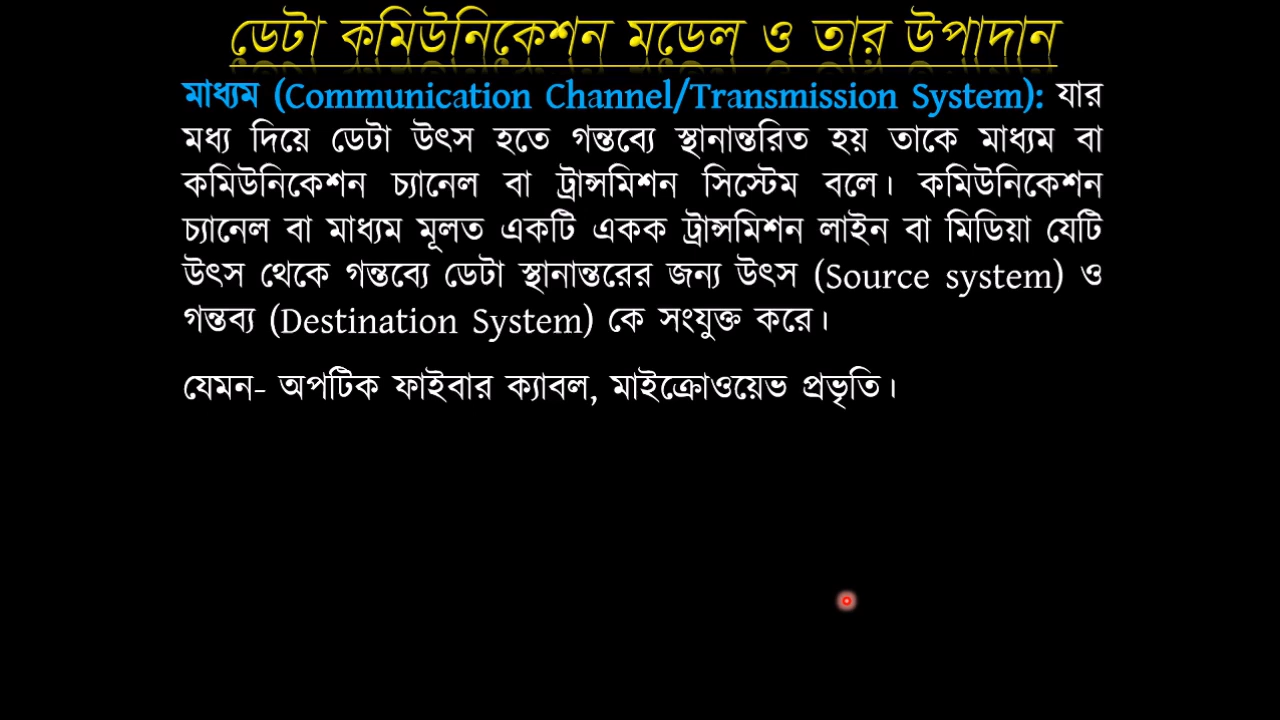 ডেটা কমিউনিকেশন মডেল ও তার উপাদান
মাধ্যম (Communication Channel/Transmission System): যার
মধ্য দিয়ে ডেটা উৎস হতে গন্তব্যে স্থানান্তরিত হয় তাকে মাধ্যম বা
কমিউনিকেশন চ্যানেল বা ট্রান্সমিশন সিস্টেম বলে। কমিউনিকেশন
চ্যানেল বা মাধ্যম মূলত একটি একক ট্রান্সমিশন লাইন বা মিডিয়া যেটি
উৎস থেকে গন্তব্যে ডেটা স্থানান্তরের জন্য উৎস (Source system) ও
গন্তব্য (Destination System) কে সংযুক্ত করে।
যেমন- অপটিক ফাইবার ক্যাবল, মাইক্রোওয়েভ প্রভৃতি।